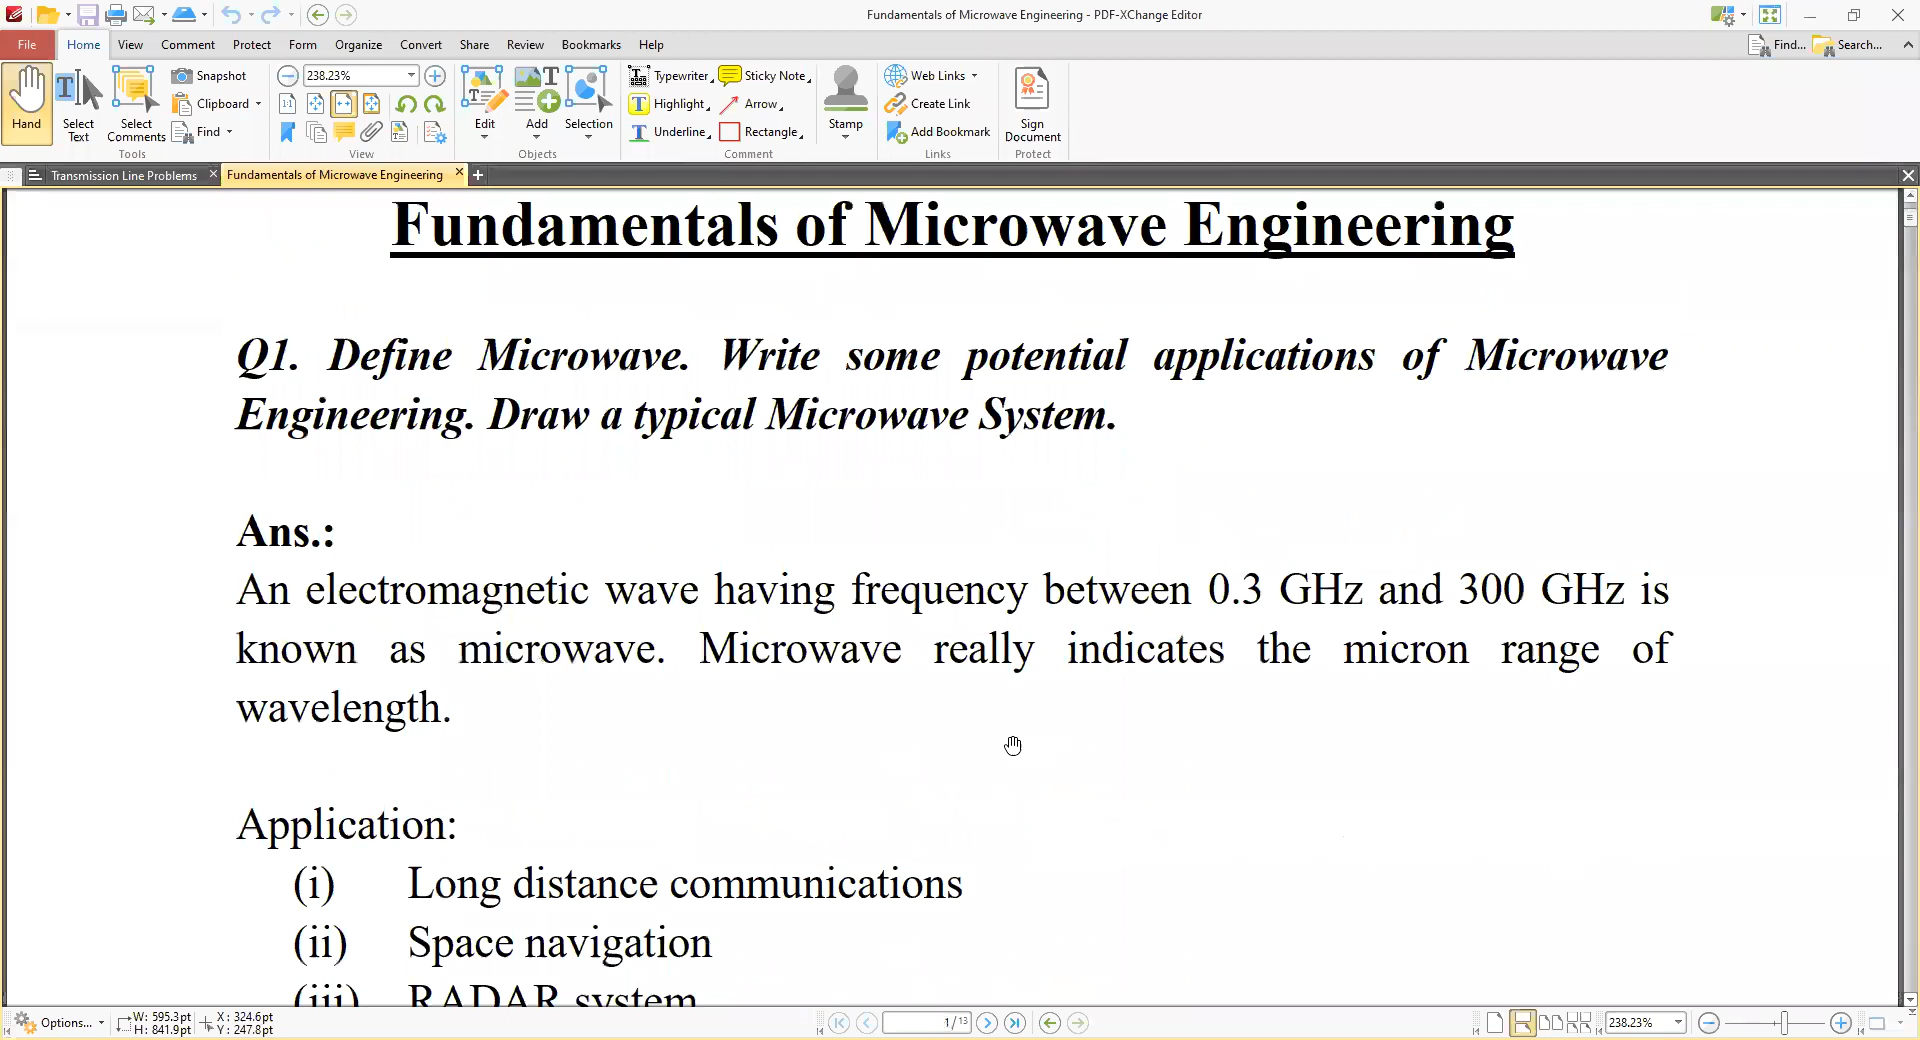 Fundamentals of Microwave Engineering - PDF-XChange Editor
File Home View Comment Protect Form Organize Convert Share Review Bookmarks Help Find... Search...
Snapshot 238.23% Typewriter Sticky Note Web Links
1:1 Clipboard Highlight Arrow Create Link
Hand Select Text Select Comments Find Edit Add Selection Underline Rectangle Stamp Add Bookmark Sign Document
Tools View Objects Comment Links Protect
Transmission Line Problems Fundamentals of Microwave Engineering
Fundamentals of Microwave Engineering
Q1. Define Microwave. Write some potential applications of Microwave
Engineering. Draw a typical Microwave System.
Ans.:
An electromagnetic wave having frequency between 0.3 GHz and 300 GHz is
known as microwave. Microwave really indicates the micron range of
wavelength.
Application:
(i) Long distance communications
(ii) Space navigation
(iii) RADAR system
Options... W: 595.3pt X: 324.6pt 1 / 13 238.23%
H: 841.9pt Y: 247.8pt